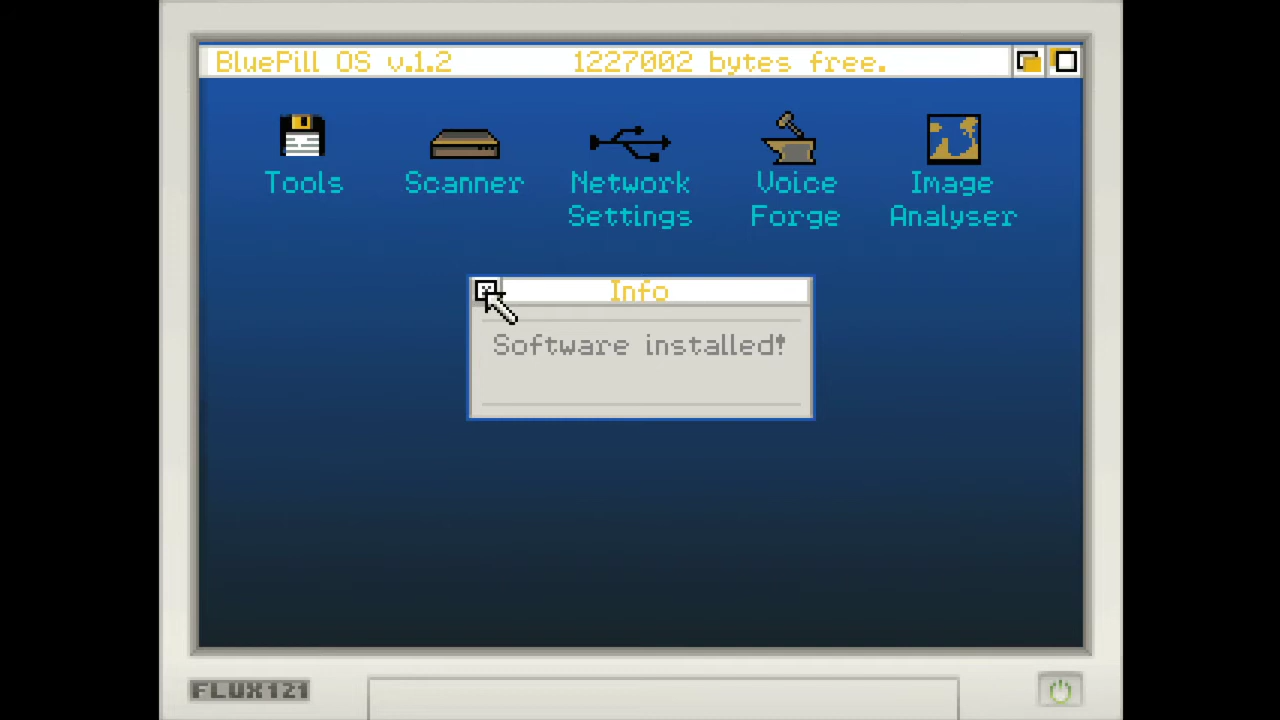 BluePill OS v.1.2 1227002 bytes free.
Tools Scanner Network Settings Voice Forge Image Analyser
Info
Software installed!
FLUX121